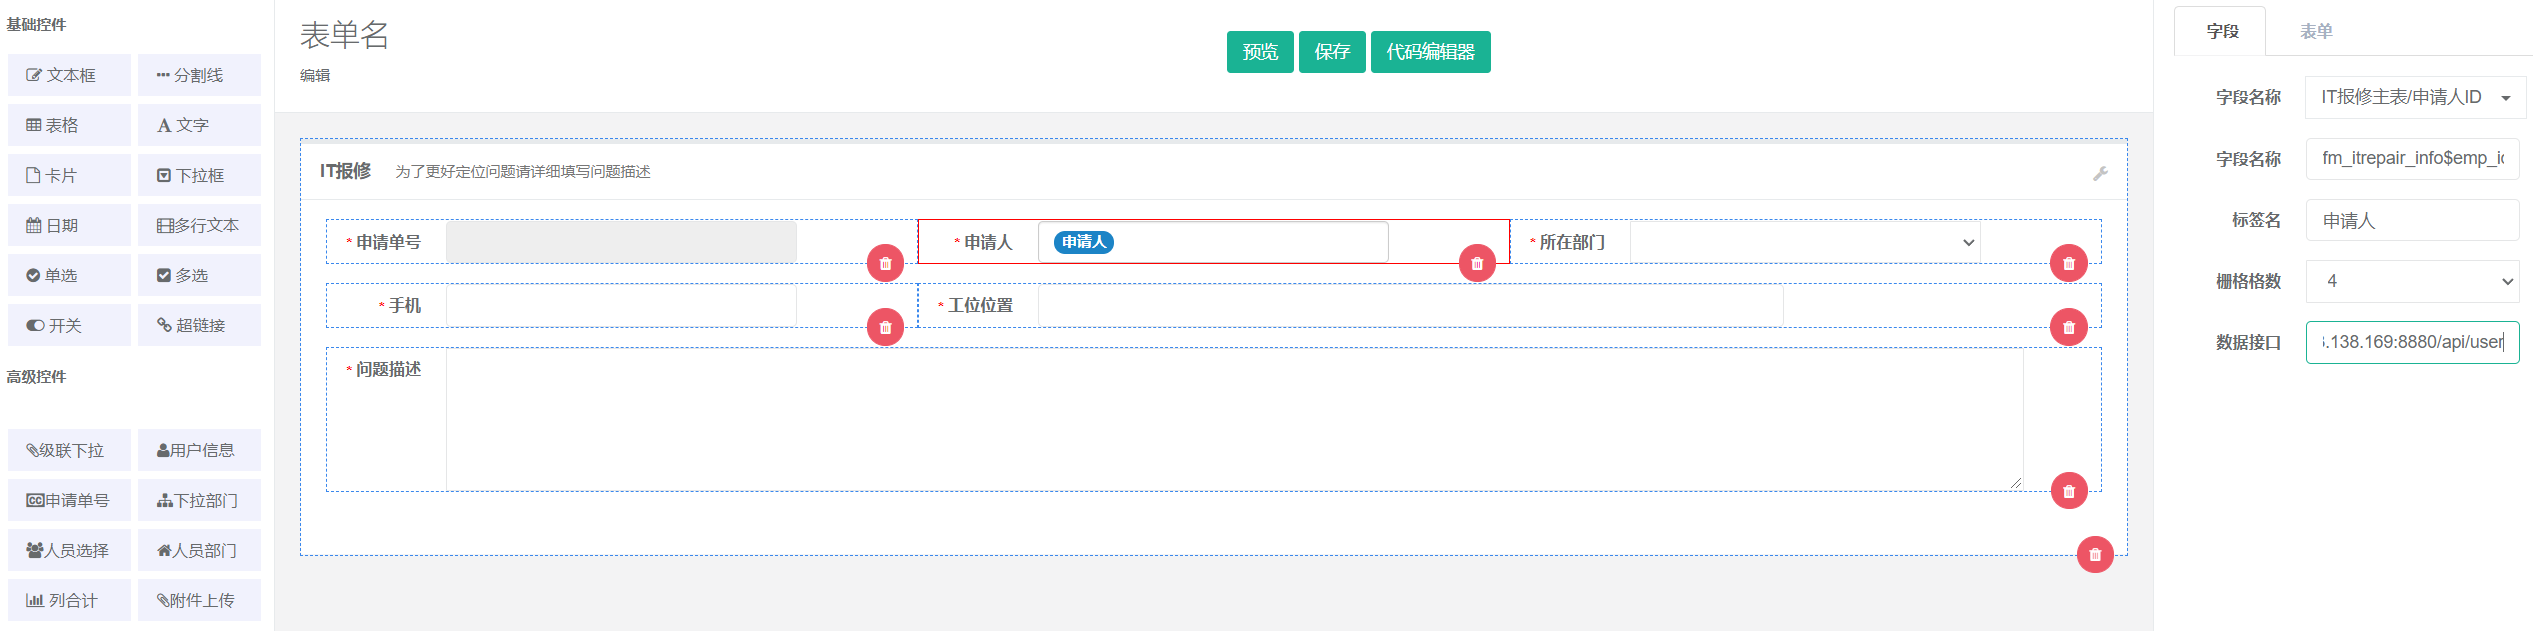 基础控件
文本框
分割线
表格
文字
卡片
下拉框
日期
多行文本
单选
多选
开关
超链接
高级控件
级联下拉
用户信息
申请单号
下拉部门
人员选择
人员部门
列合计
附件上传
表单名
编辑
预览
保存
代码编辑器
IT报修 为了更好定位问题请详细填写问题描述
* 申请单号
* 申请人 申请人
* 所在部门
* 手机
* 工位位置
* 问题描述
字段
表单
字段名称 IT报修主表/申请人ID
字段名称 fm_itrepair_info$emp_ic
标签名 申请人
栅格格数 4
数据接口 .138.169:8880/api/user